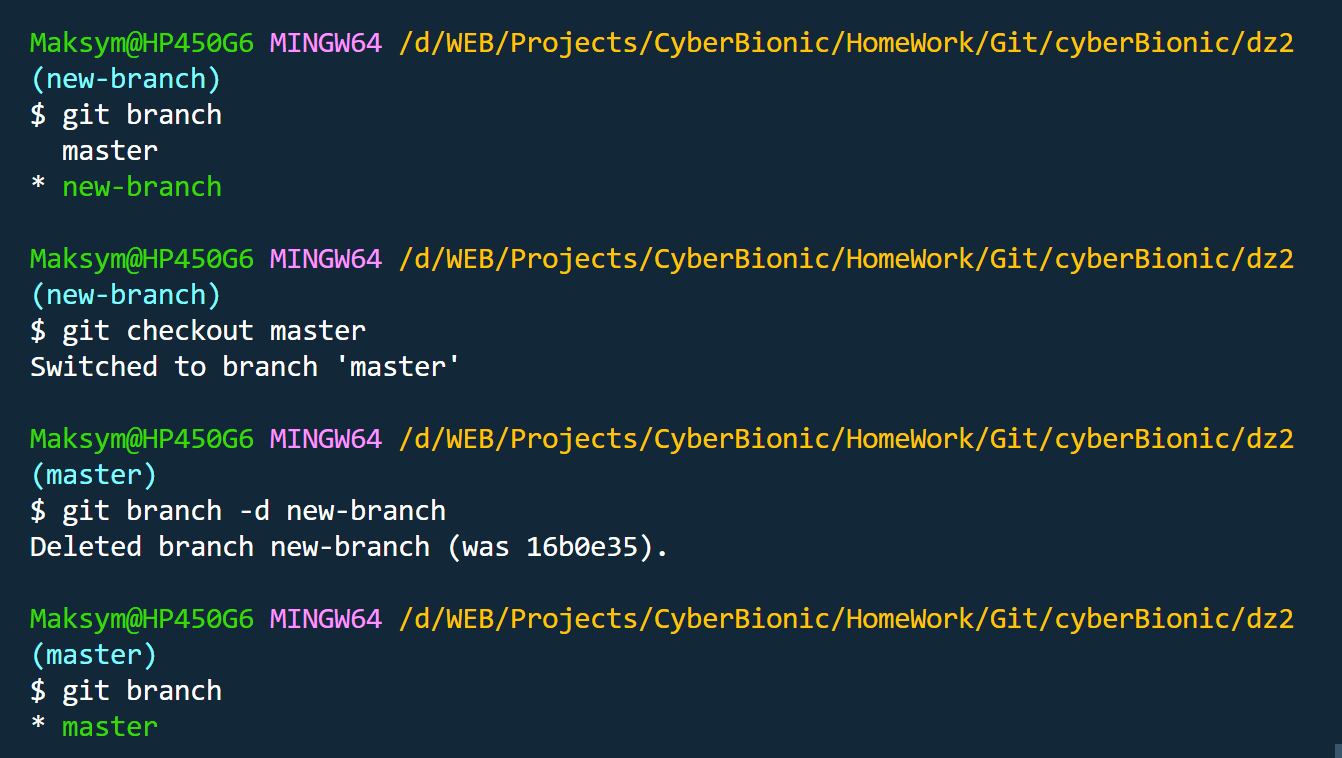 Maksym@HP450G6 MINGW64 /d/WEB/Projects/CyberBionic/HomeWork/Git/cyberBionic/dz2
(new-branch)
$ git branch
  master
* new-branch

Maksym@HP450G6 MINGW64 /d/WEB/Projects/CyberBionic/HomeWork/Git/cyberBionic/dz2
(new-branch)
$ git checkout master
Switched to branch 'master'

Maksym@HP450G6 MINGW64 /d/WEB/Projects/CyberBionic/HomeWork/Git/cyberBionic/dz2
(master)
$ git branch -d new-branch
Deleted branch new-branch (was 16b0e35).

Maksym@HP450G6 MINGW64 /d/WEB/Projects/CyberBionic/HomeWork/Git/cyberBionic/dz2
(master)
$ git branch
* master